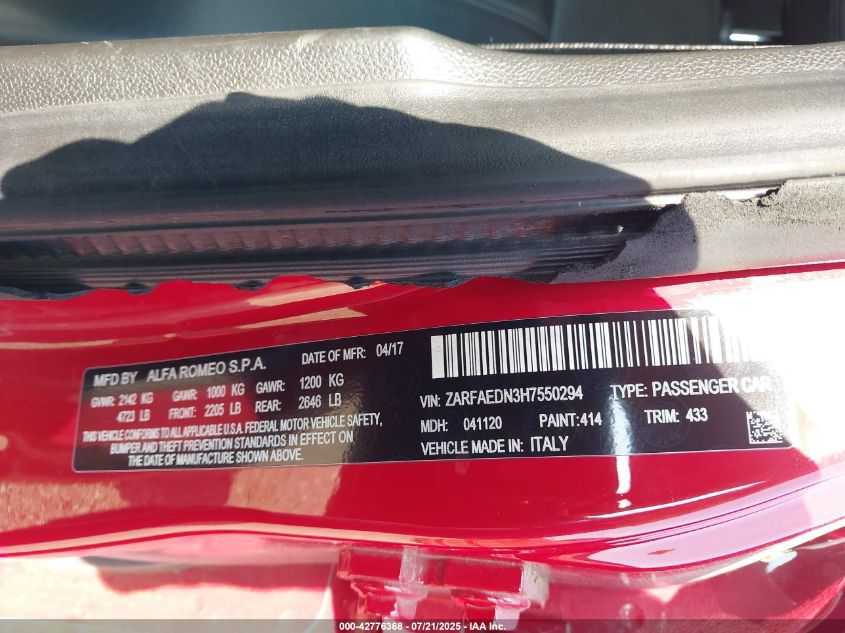 MFD BY ALFA ROMEO S.P.A. DATE OF MFR: 04/17
GVWR: 2142 KG GAWR: 1000 KG GAWR: 1200 KG
4723 LB FRONT: 2205 LB REAR: 2646 LB
THIS VEHICLE CONFORMS TO ALL APPLICABLE U.S.A. FEDERAL MOTOR VEHICLE SAFETY,
BUMPER AND THEFT PREVENTION STANDARDS IN EFFECT ON
THE DATE OF MANUFACTURE SHOWN ABOVE.
VIN: ZARFAEDN3H7550294 TYPE: PASSENGER CAR
MDH: 041120 PAINT: 414 TRIM: 433
VEHICLE MADE IN: ITALY
000-42776368 - 07/21/2025 - IAA Inc.